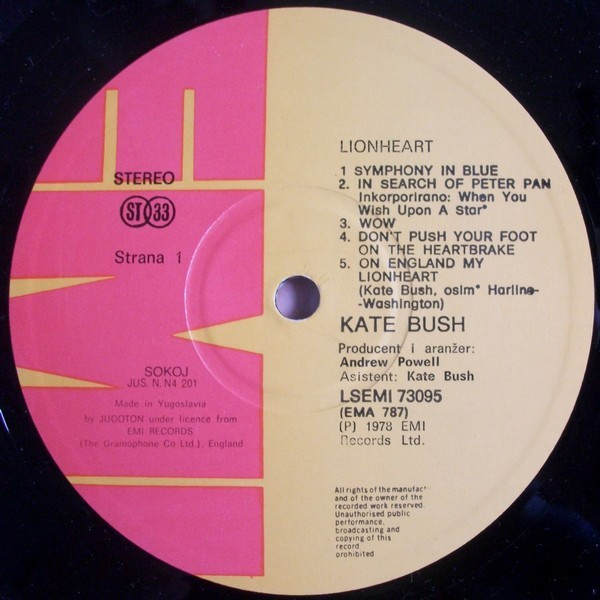 STEREO
ST 33
Strana 1
SOKOJ
JUS. N. N4 201
Made in Yugoslavia
by JUGOTON under licence from
EMI RECORDS
(The Gramophone Co Ltd.), England
LIONHEART
1 SYMPHONY IN BLUE
2. IN SEARCH OF PETER PAN
Inkorporirano: When You
Wish Upon A Star*
3. WOW
4. DON'T PUSH YOUR FOOT
ON THE HEARTBRAKE
5. ON ENGLAND MY
LIONHEART
(Kate Bush, osim* Harline-
-Washington)
KATE BUSH
Producent i aranžer:
Andrew Powell
Asistent: Kate Bush
LSEMI 73095
(EMA 787)
(P) 1978 EMI
Records Ltd.
All rights of the manufact
and of the owner of the
recorded work reserved.
Unauthorised public
performance,
broadcasting and
copying of this
record
prohibited